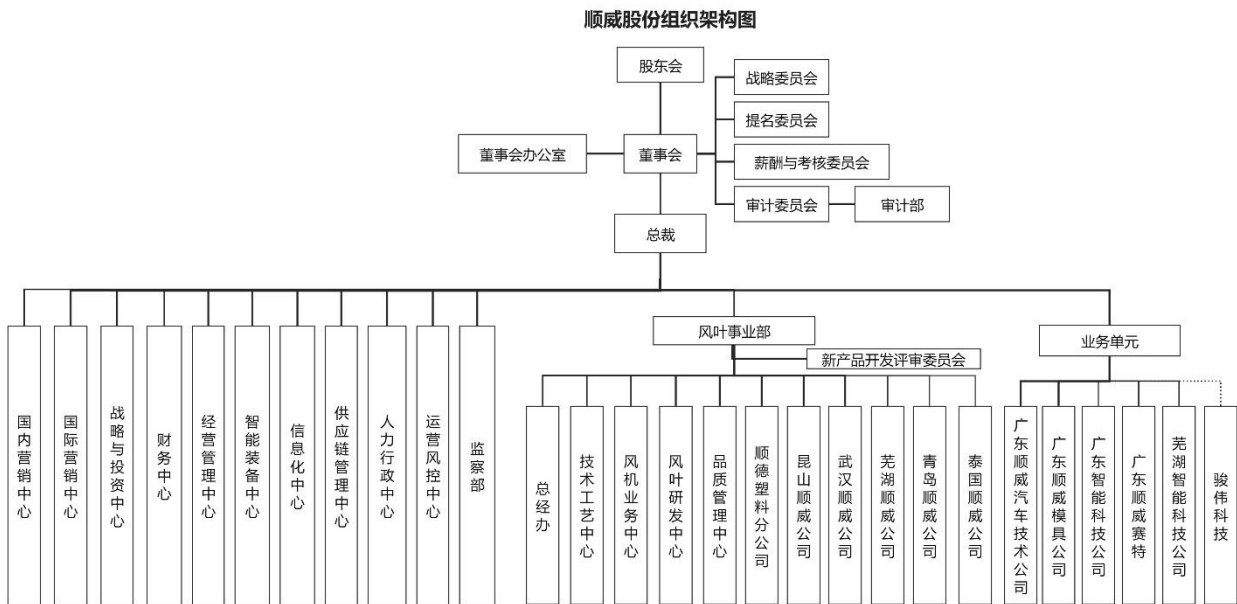 顺威股份组织架构图
股东会
战略委员会
提名委员会
董事会办公室
董事会
薪酬与考核委员会
审计委员会
审计部
总裁
风叶事业部
业务单元
新产品开发评审委员会
国内营销中心
国际营销中心
战略与投资中心
财务中心
经营管理中心
智能装备中心
信息化中心
供应链管理中心
人力行政中心
运营风控中心
监察部
总经办
技术工艺中心
风机业务中心
风叶研发中心
品质管理中心
顺德塑料分公司
昆山顺威公司
武汉顺威公司
芜湖顺威公司
青岛顺威公司
泰国顺威公司
广东顺威汽车技术公司
广东顺威模具公司
广东智能科技公司
广东顺威赛特
芜湖智能科技公司
骏伟科技